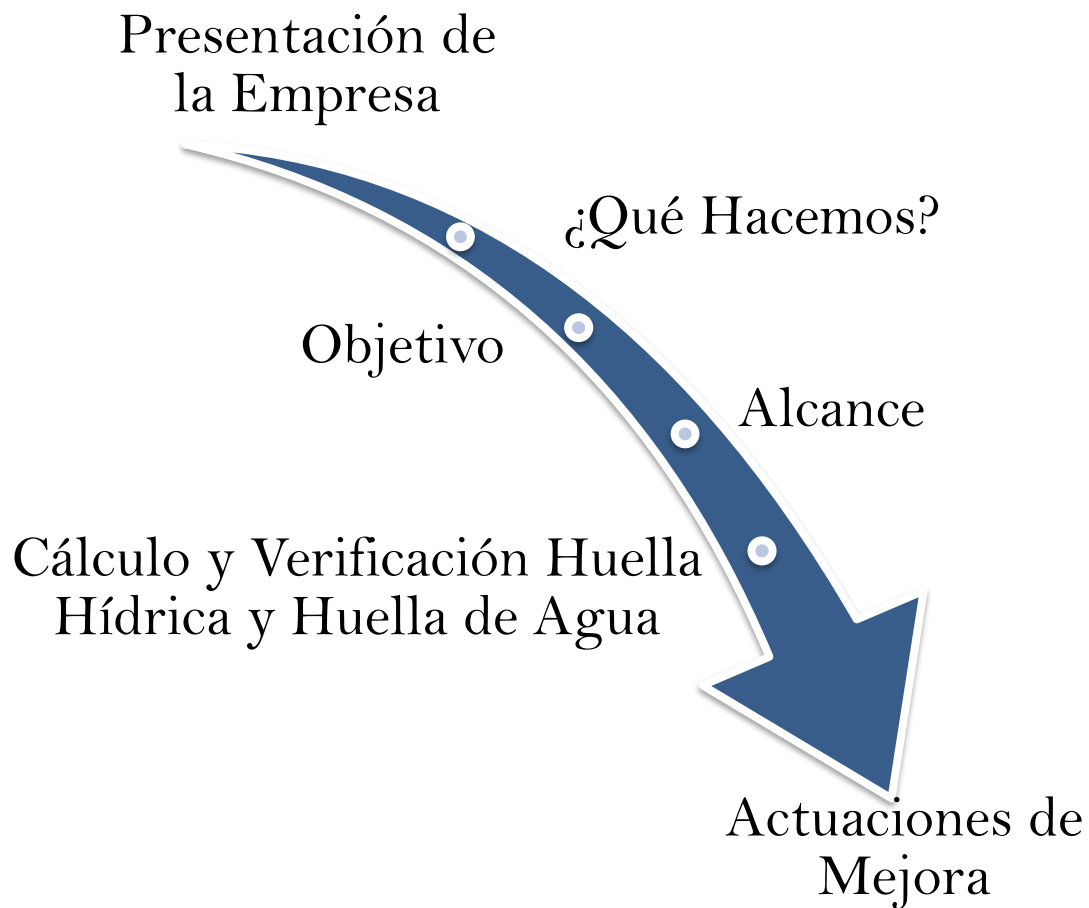 Presentación de
la Empresa
¿Qué Hacemos?
Objetivo
Alcance
Cálculo y Verificación Huella
Hídrica y Huella de Agua
Actuaciones de
Mejora